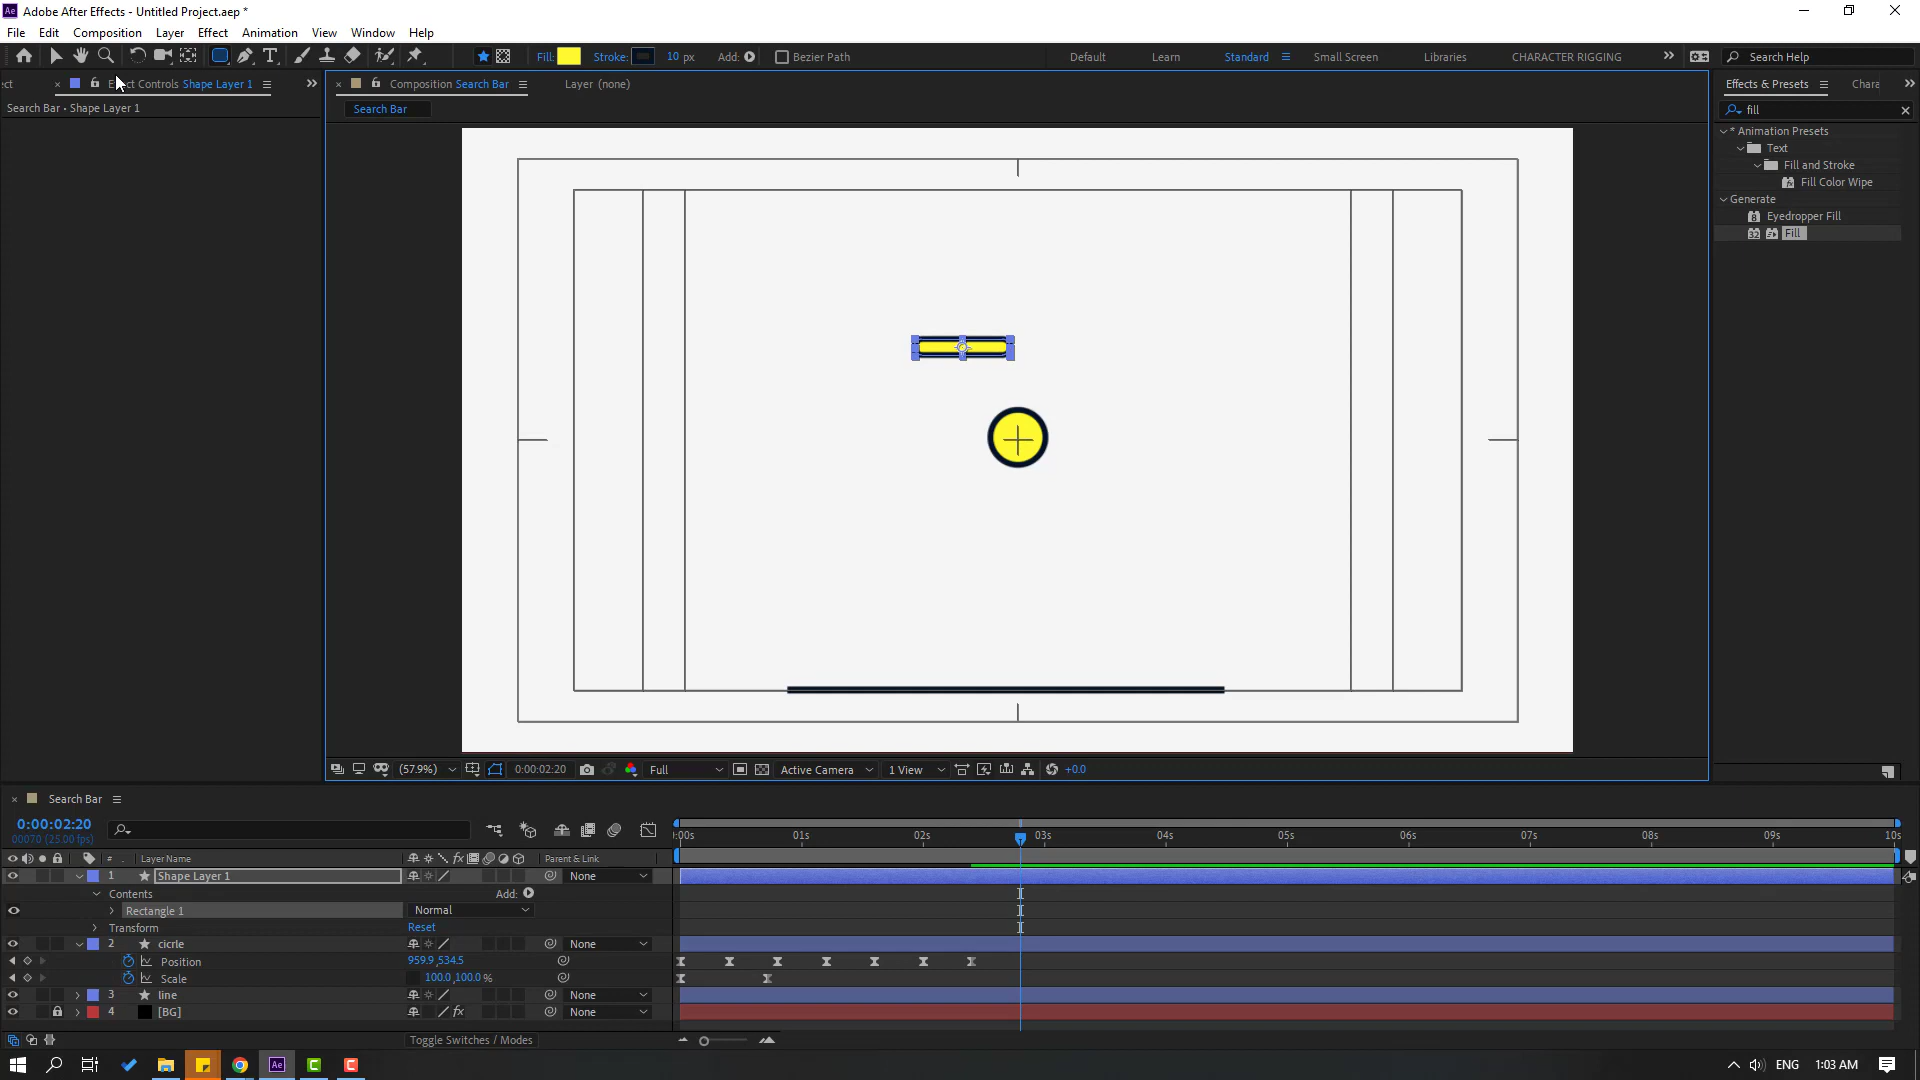 Adobe After Effects - Untitled Project.aep *
File Edit Composition Layer Effect Animation View Window Help
Fill: Stroke: 10 px Add: Bezier Path Default Learn Standard Small Screen Libraries CHARACTER RIGGING Search Help
ect Effect Controls Shape Layer 1 Composition Search Bar Layer (none) Effects & Presets Chara
Search Bar • Shape Layer 1 Search Bar fill
* Animation Presets
Text
Fill and Stroke
Fill Color Wipe
Generate
Eyedropper Fill
Fill
(57.9%) 0:00:02:20 Full Active Camera 1 View +0.0
Search Bar
0:00:02:20
00070 (25.00 fps)
:00s 01s 02s 03s 04s 05s 06s 07s 08s 09s 10s
# . Layer Name fx Parent & Link
1 Shape Layer 1 None
Contents Add:
Rectangle 1 Normal
Transform Reset
2 cicrle None
Position 959.9,534.5
Scale 100.0,100.0 %
3 line None
4 [BG] fx None
Toggle Switches / Modes
Ae ENG 1:03 AM